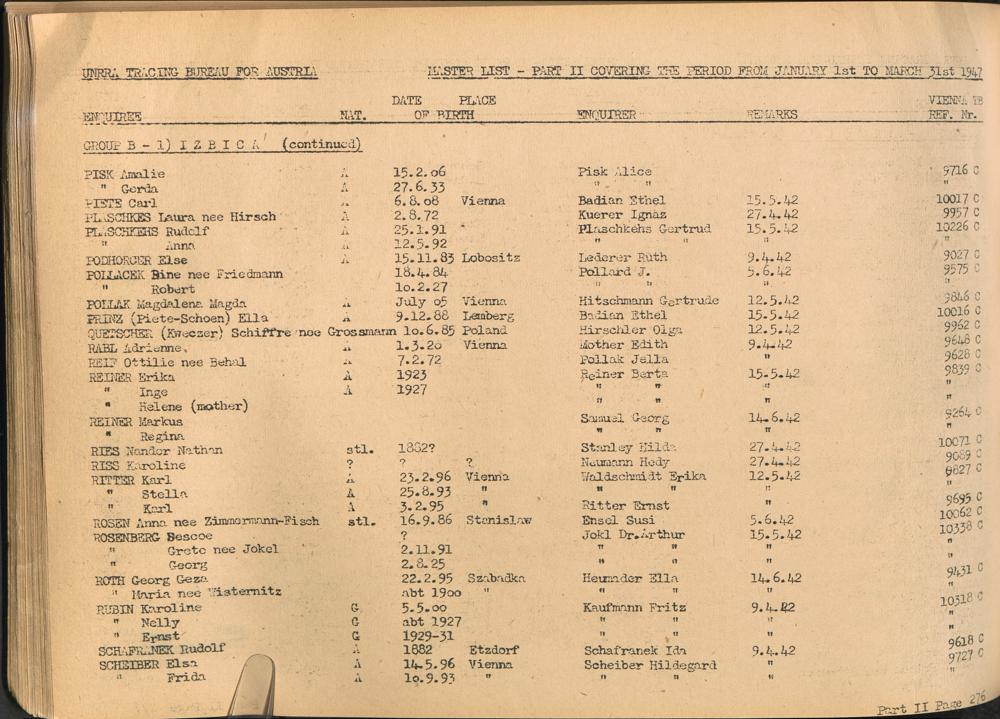 UNRRA TRACING BUREAU FOR AUSTRIA MASTER LIST - PART II COVERING THE PERIOD FROM JANUARY 1st TO MARCH 31st 1947
DATE PLACE VIENNA TB
ENQUIREE NAT. OF BIRTH ENQUIRER REMARKS REF. Nr.
GROUP B - 1) I Z B I C A (continued)
PISK Amalie A 15.2.06 Pisk Alice 9716 C
" Gerda A 27.6.33 " " "
PIETE Carl A 6.8.08 Vienna Badian Ethel 15.5.42 10017 C
PLASCHKES Laura nee Hirsch A 2.8.72 Kuerer Ignaz 27.4.42 9957 C
PLASCHKEHS Rudolf A 25.1.91 Plaschkehs Gertrud 15.5.42 10226 C
" Anna A 12.5.92 " " " "
PODHORCER Else A 15.11.83 Lobositz Lederer Ruth 9.4.42 9027 C
POLLACEK Bine nee Friedmann 18.4.84 Pollard J. 5.6.42 9575 C
" Robert 1o.2.27 " " " "
POLLAK Magdalena Magda A July o5 Vienna Hitschmann Gertrude 12.5.42 9846 C
PRINZ (Piete-Schoen) Ella A 9.12.88 Lemberg Badian Ethel 15.5.42 10016 C
QUETSCHER (Kweczer) Schiffre nee Grossmann 1o.6.85 Poland Hirschler Olga 12.5.42 9962 C
RABL Adrienne, A 1.3.2o Vienna Mother Edith 9.4.42 9648 C
REIF Ottilie nee Behal A 7.2.72 Pollak Jella " 9628 C
REINER Erika A 1923 Reiner Berta 15.5.42 9839 C
" Inge A 1927 " " " "
" Helene (mother) " " " "
REINER Markus Samuel Georg 14.6.42 9264 C
" Regina " " " "
RIES Nandor Nathan stl. 1882? Stanley Hilda 27.4.42 10071 C
RISS Karoline ? ? ? Neumann Hedy 27.4.42 9089 C
RITTER Karl A 23.2.96 Vienna Waldschmidt Erika 12.5.42 9827 C
" Stella A 25.8.93 " " " " "
" Karl A 3.2.95 " Ritter Ernst " 9695 C
ROSEN Anna nee Zimmermann-Fisch stl. 16.9.86 Stanislaw Ensel Susi 5.6.42 10062 C
ROSENBERG Bescoe ? Jokl Dr.Arthur 15.5.42 10338 C
" Grete nee Jokel 2.11.91 " " " "
" Georg 2.8.25 " " " "
ROTH Georg Geza 22.2.95 Szabadka Heumader Ella 14.6.42 9431 C
" Maria nee Wisternitz abt 19oo " " " " "
RUBIN Karoline G 5.5.oo Kaufmann Fritz 9.4.42 10318 C
" Nelly G abt 1927 " " " "
" Ernst G 1929-31 " " " "
SCHAFRANEK Rudolf A 1882 Etzdorf Schafranek Ida 9.4.42 9618 C
SCHEIBER Elsa A 14.5.96 Vienna Scheiber Hildegard " 9727 C
" Frida A 1o.9.93 " " " " "
Part II Page 276